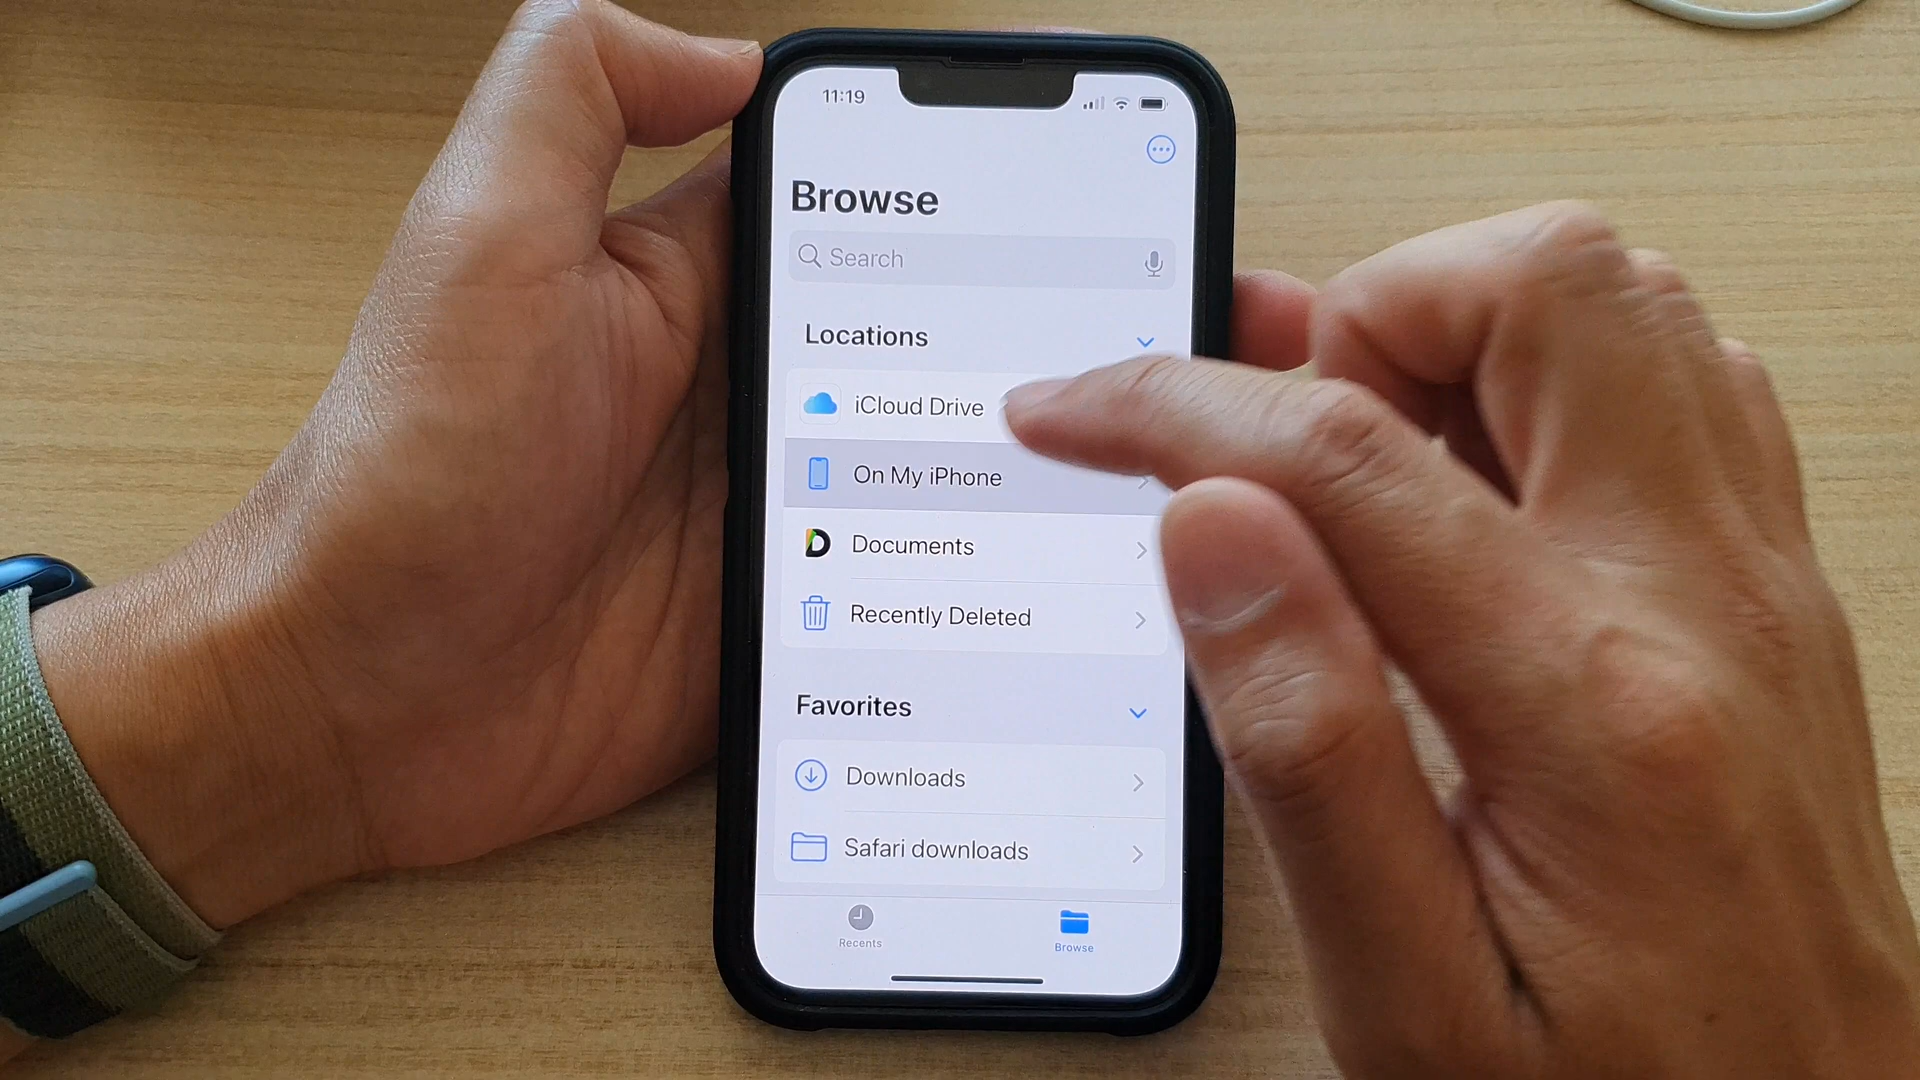 11:19
Browse
Search
Locations
iCloud Drive
On My iPhone
Documents
Recently Deleted
Favorites
Downloads
Safari downloads
Recents
Browse